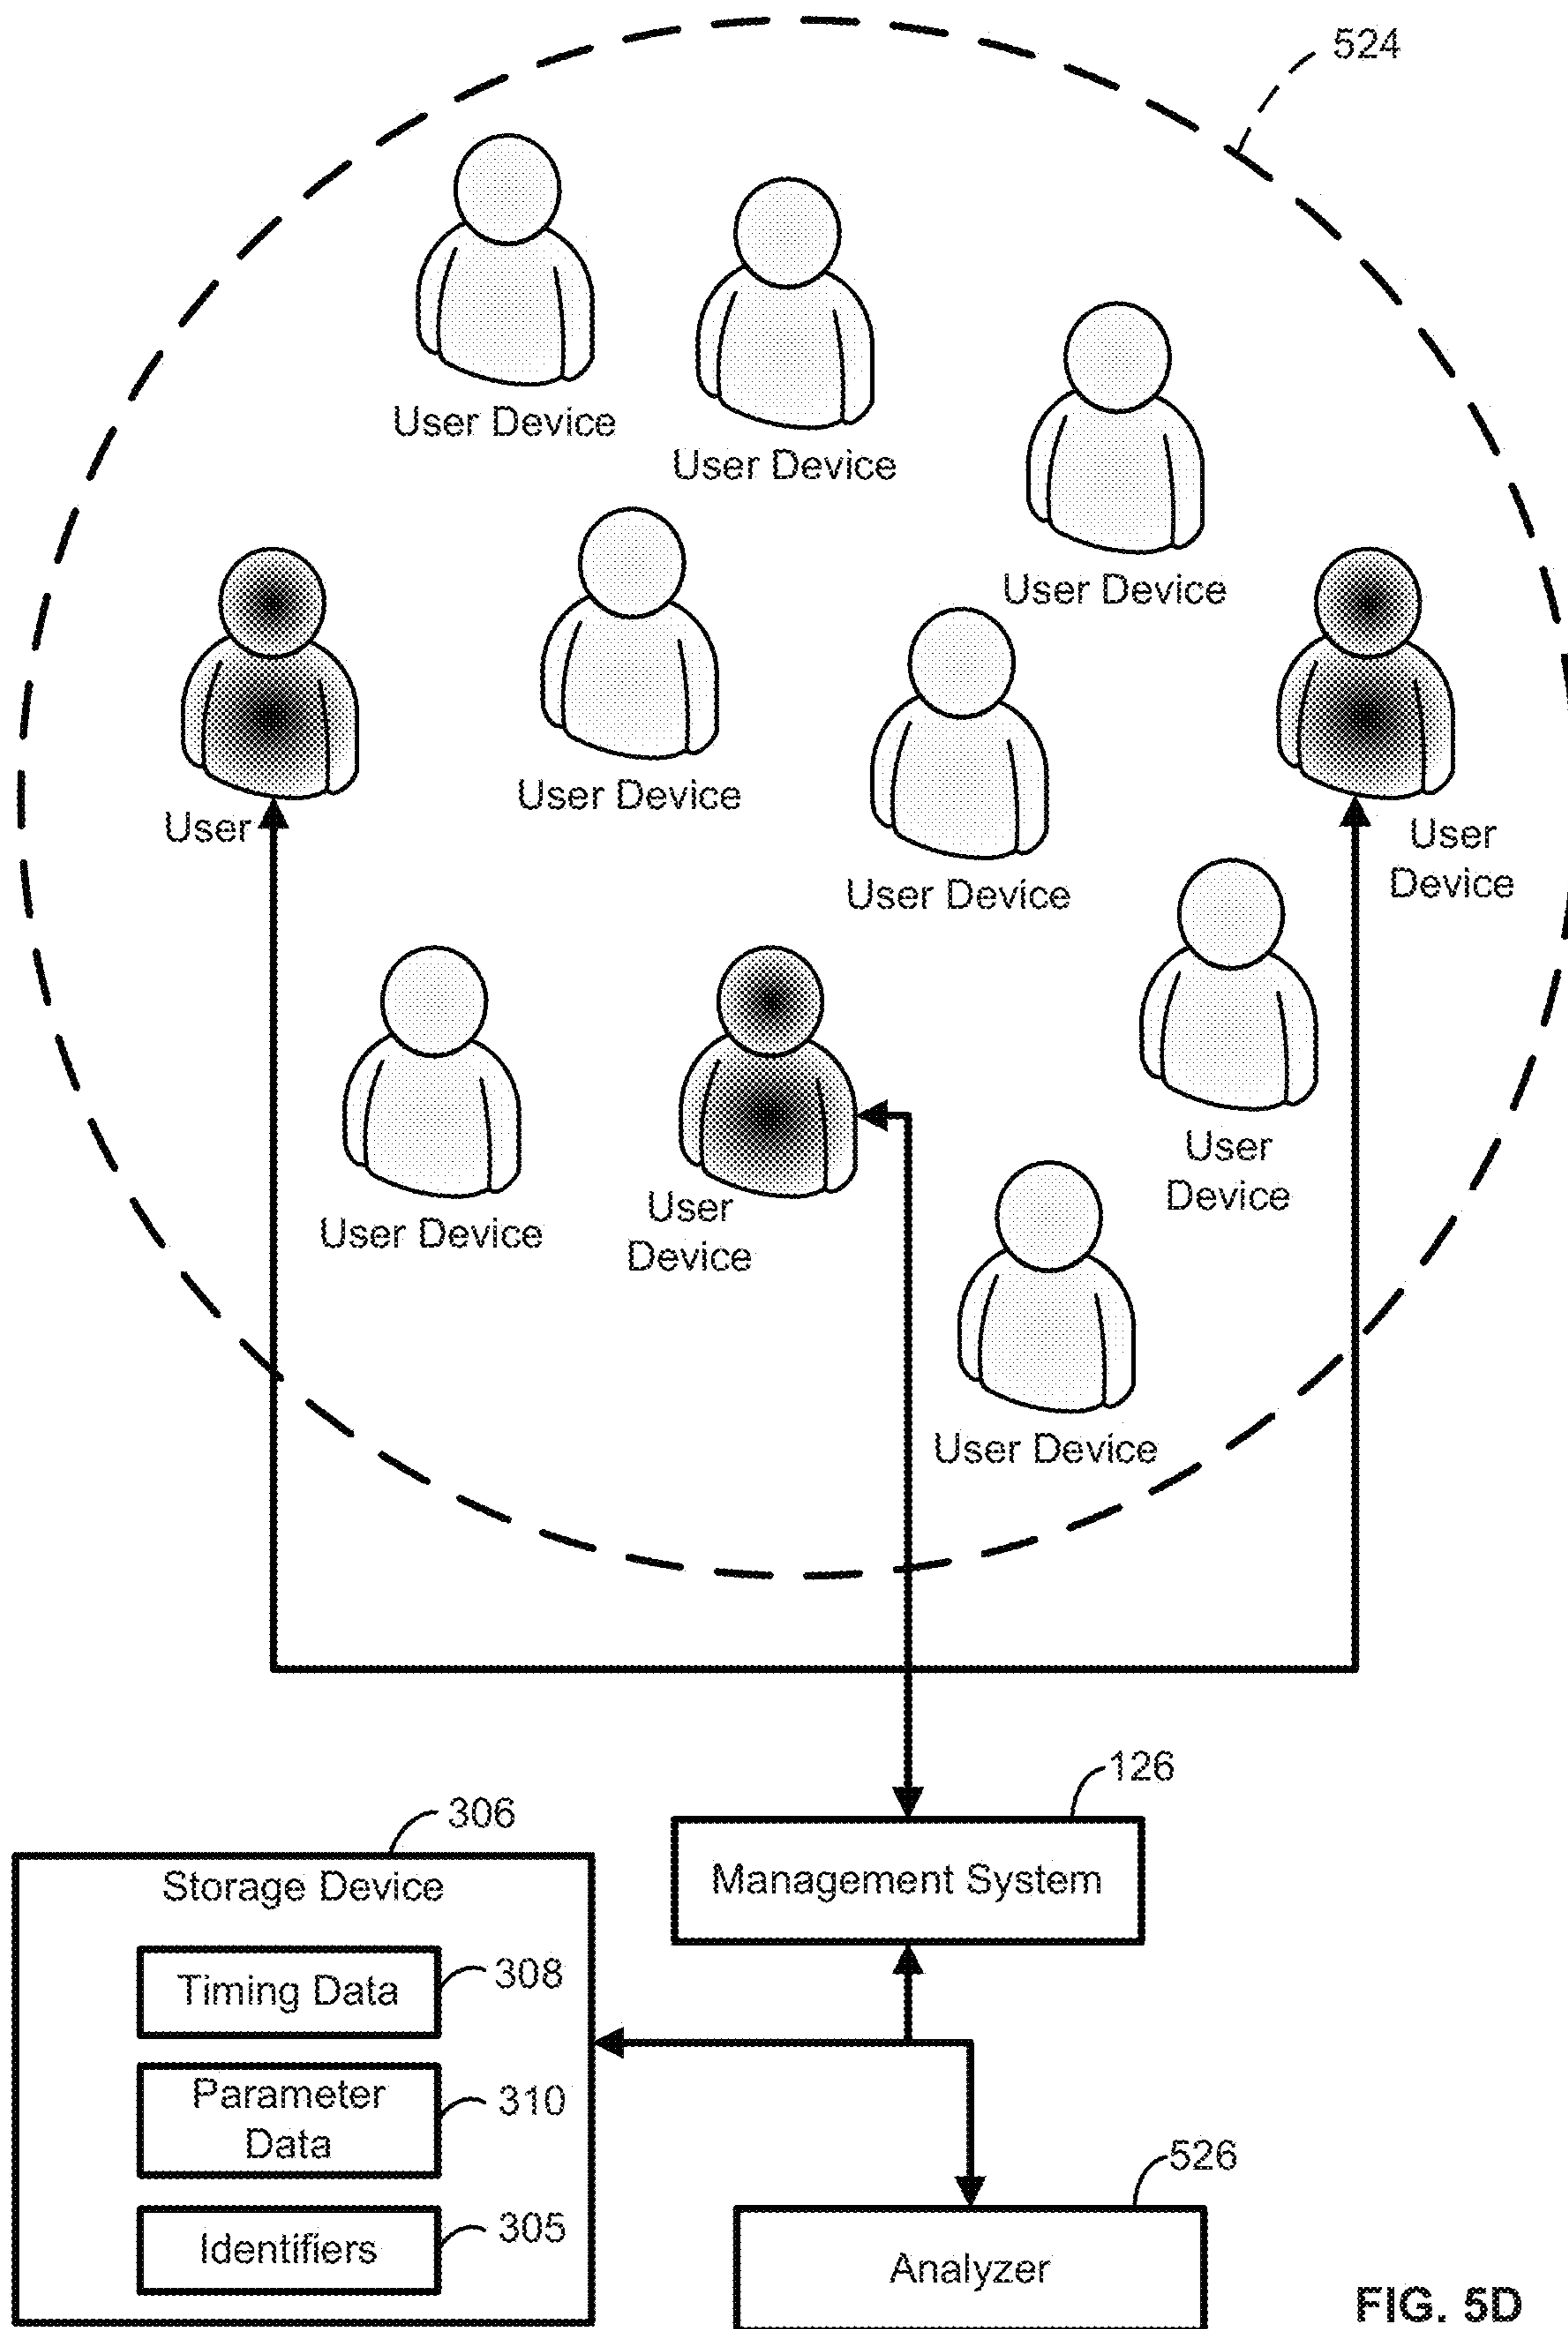 524
User Device
User Device
User Device
User Device
User
User
Device
User Device
User
Device
User Device
User
Device
User Device
126
306
Management System
Storage Device
Timing Data
308
Parameter
Data
310
Identifiers
305
526
Analyzer
FIG. 5D